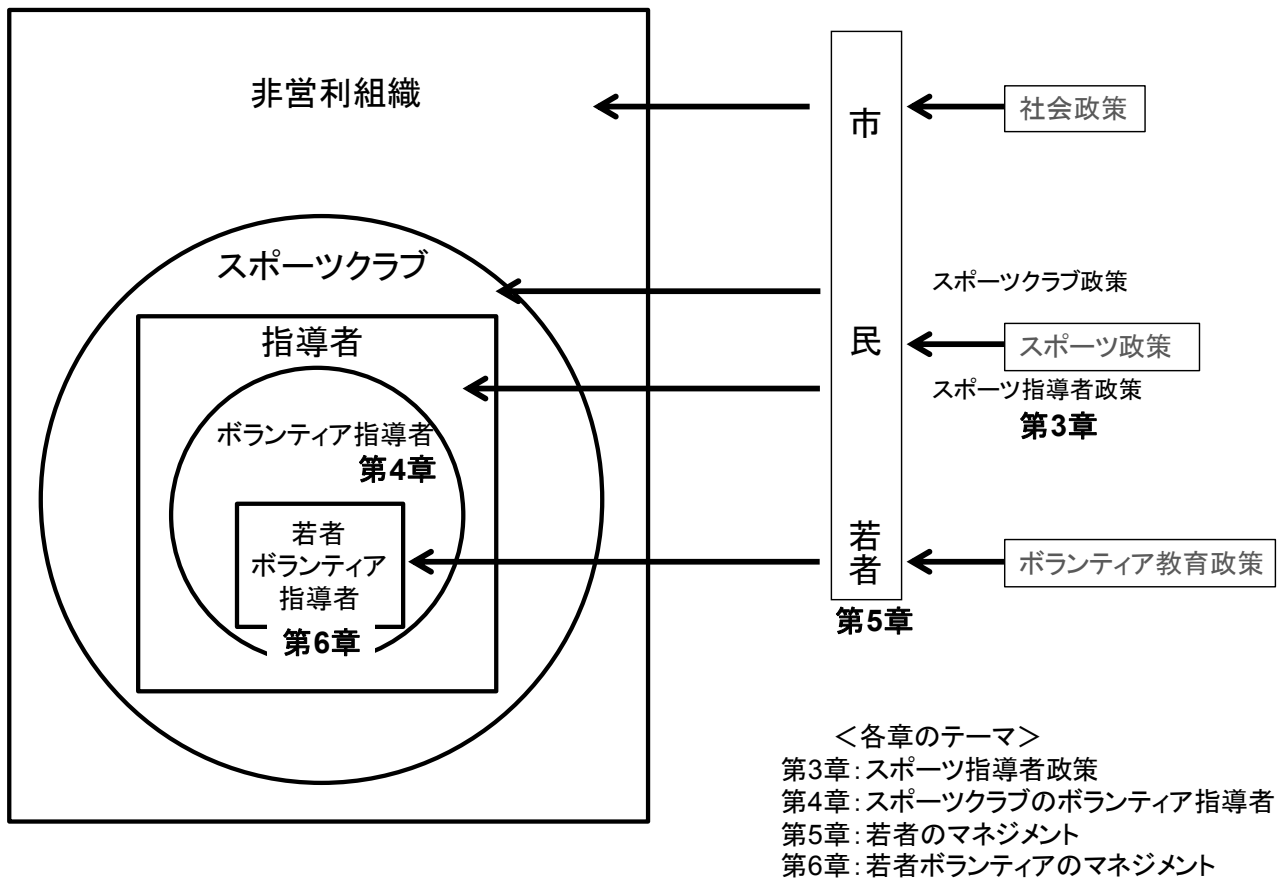 非営利組織
スポーツクラブ
指導者
ボランティア指導者
第4章
若者
ボランティア
指導者
第6章
市
民
若
者
第5章
社会政策
スポーツクラブ政策
スポーツ政策
スポーツ指導者政策
第3章
ボランティア教育政策
＜各章のテーマ＞
第3章：スポーツ指導者政策
第4章：スポーツクラブのボランティア指導者
第5章：若者のマネジメント
第6章：若者ボランティアのマネジメント